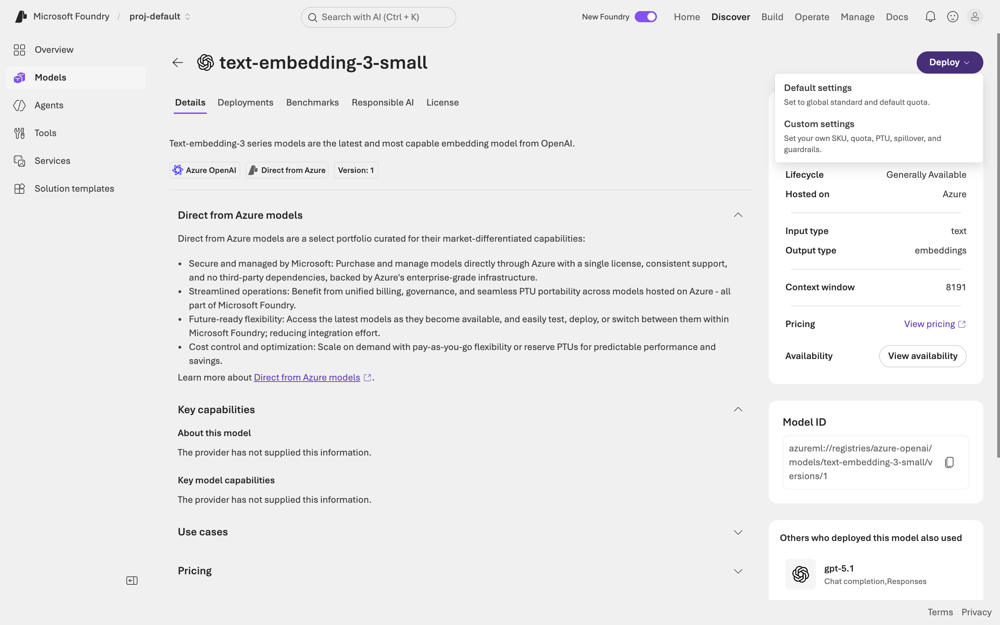 Microsoft Foundry / proj-default
Search with AI (Ctrl + K)
New Foundry
Home
Discover
Build
Operate
Manage
Docs
Overview
Models
Agents
Tools
Services
Solution templates
text-embedding-3-small
Deploy
Default settings
Set to global standard and default quota.
Custom settings
Set your own SKU, quota, PTU, spillover, and
guardrails.
Details
Deployments
Benchmarks
Responsible AI
License
Text-embedding-3 series models are the latest and most capable embedding model from OpenAI.
Azure OpenAI
Direct from Azure
Version: 1
Direct from Azure models
Direct from Azure models are a select portfolio curated for their market-differentiated capabilities:
• Secure and managed by Microsoft: Purchase and manage models directly through Azure with a single license, consistent support,
and no third-party dependencies, backed by Azure's enterprise-grade infrastructure.
• Streamlined operations: Benefit from unified billing, governance, and seamless PTU portability across models hosted on Azure - all
part of Microsoft Foundry.
• Future-ready flexibility: Access the latest models as they become available, and easily test, deploy, or switch between them within
Microsoft Foundry; reducing integration effort.
• Cost control and optimization: Scale on demand with pay-as-you-go flexibility or reserve PTUs for predictable performance and
savings.
Learn more about Direct from Azure models .
Key capabilities
About this model
The provider has not supplied this information.
Key model capabilities
The provider has not supplied this information.
Use cases
Pricing
Lifecycle Generally Available
Hosted on Azure
Input type text
Output type embeddings
Context window 8191
Pricing View pricing
Availability View availability
Model ID
azureml://registries/azure-openai/
models/text-embedding-3-small/v
ersions/1
Others who deployed this model also used
gpt-5.1
Chat completion,Responses
Terms Privacy